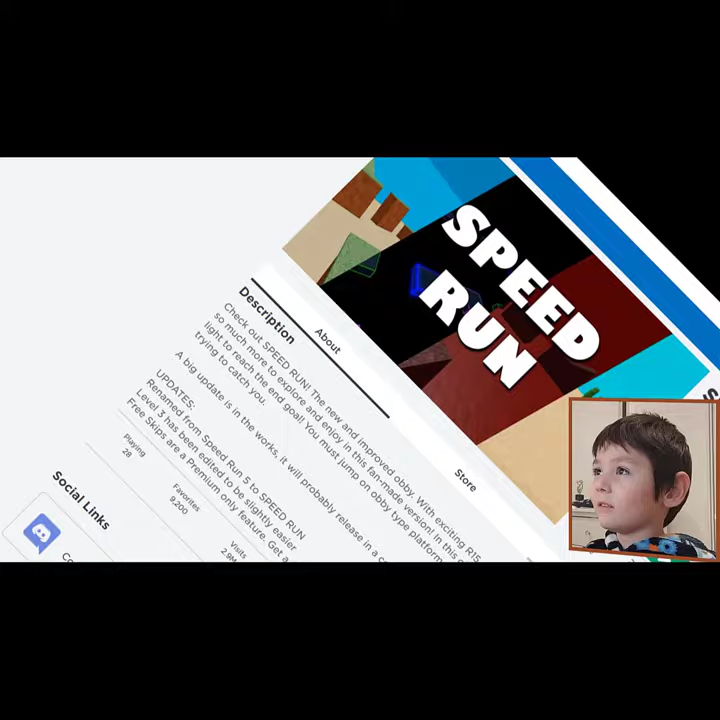 SPEED
RUN
About
Store
Description
Check out SPEED RUN! The new and improved obby. With exciting R15
so much more to explore and enjoy in this fan-made version! In this
light to reach the end goal! You must jump on obby type platform
trying to catch you.
A big update is in the works, it will probably release in a
UPDATES:
Renamed from Speed Run 5 to SPEED RUN
Level 3 has been edited to be slightly easier
Free Skips are a Premium only feature. Get a
Playing
28
Favorites
9,200
Visits
2.9M
Social Links